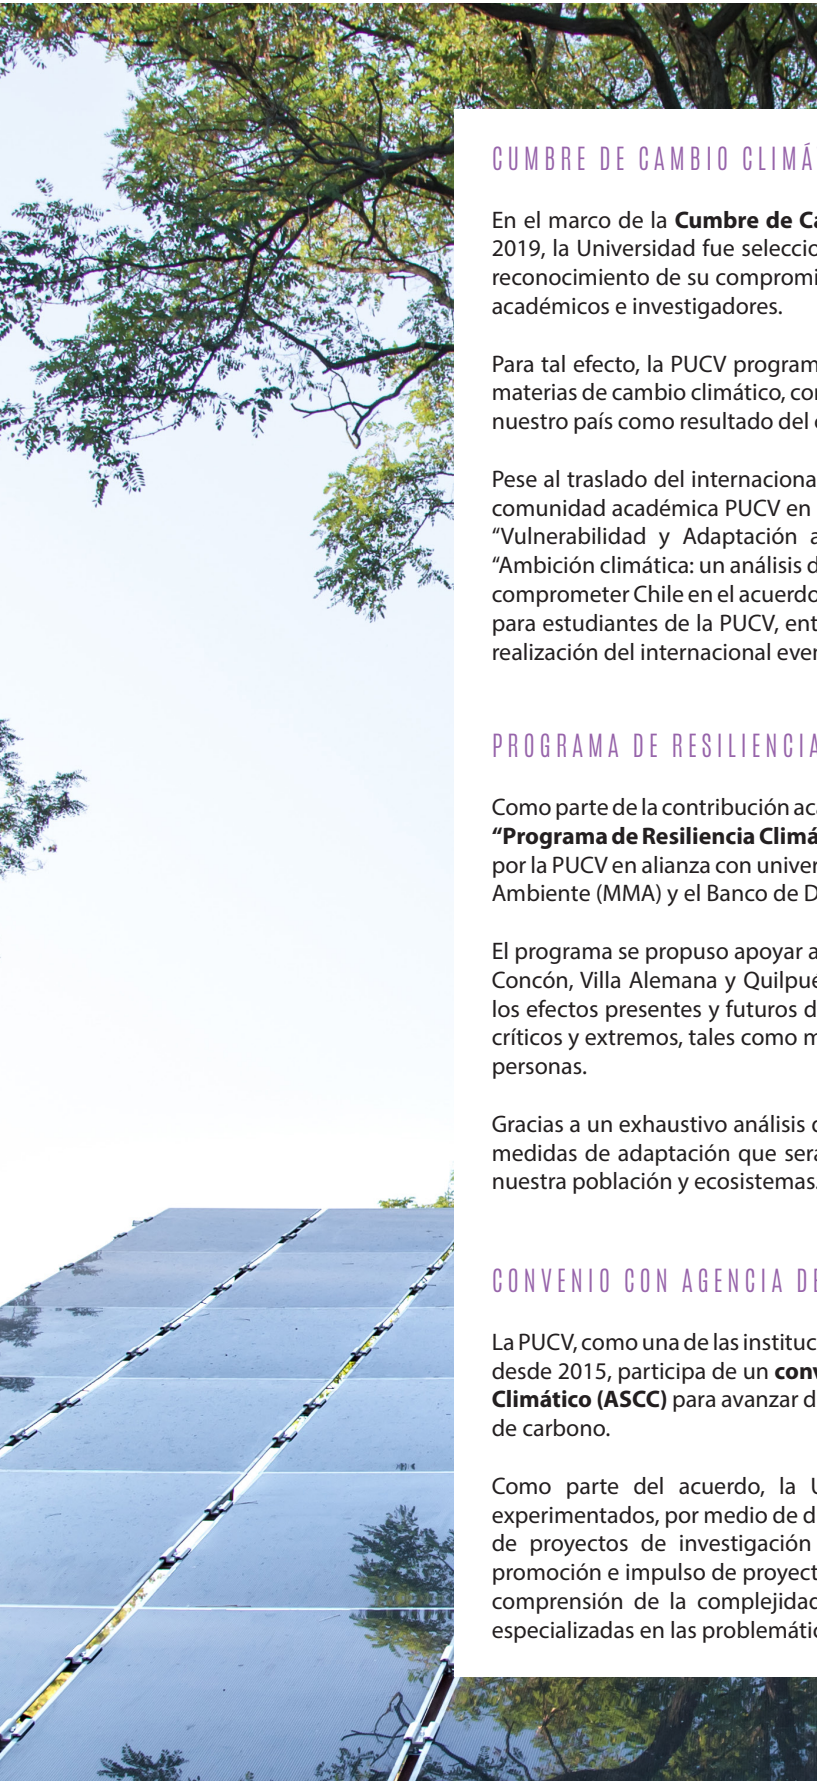 CUMBRE DE CAMBIO CLIMÁ
En el marco de la Cumbre de Ca
2019, la Universidad fue seleccio
reconocimiento de su compromi
académicos e investigadores.
Para tal efecto, la PUCV program
materias de cambio climático, con
nuestro país como resultado del
Pese al traslado del internaciona
comunidad académica PUCV en
“Vulnerabilidad y Adaptación a
“Ambición climática: un análisis d
comprometer Chile en el acuerdo
para estudiantes de la PUCV, ent
realización del internacional even
PROGRAMA DE RESILIENCIA
Como parte de la contribución aca
“Programa de Resiliencia Climá
por la PUCV en alianza con univer
Ambiente (MMA) y el Banco de D
El programa se propuso apoyar a
Concón, Villa Alemana y Quilpué
los efectos presentes y futuros d
críticos y extremos, tales como m
personas.
Gracias a un exhaustivo análisis d
medidas de adaptación que será
nuestra población y ecosistemas.
CONVENIO CON AGENCIA DE
La PUCV, como una de las instituc
desde 2015, participa de un conv
Climático (ASCC) para avanzar d
de carbono.
Como parte del acuerdo, la U
experimentados, por medio de d
de proyectos de investigación
promoción e impulso de proyect
comprensión de la complejidad
especializadas en las problemátic